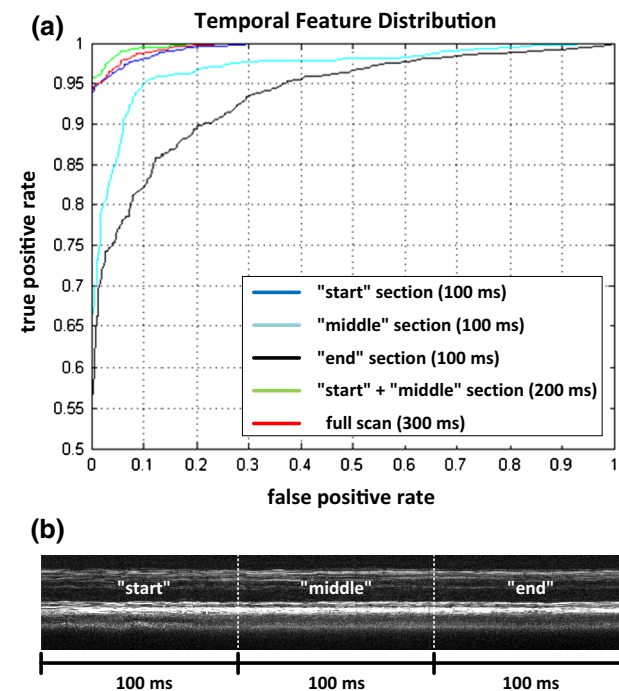 (a) Temporal Feature Distribution
1
0.95
0.9
0.85
0.8
0.75
0.7
0.65
0.6
0.55
0.5
true positive rate
"start" section (100 ms)
"middle" section (100 ms)
"end" section (100 ms)
"start" + "middle" section (200 ms)
full scan (300 ms)
0 0.1 0.2 0.3 0.4 0.5 0.6 0.7 0.8 0.9 1
false positive rate
(b)
"start" "middle" "end"
100 ms 100 ms 100 ms